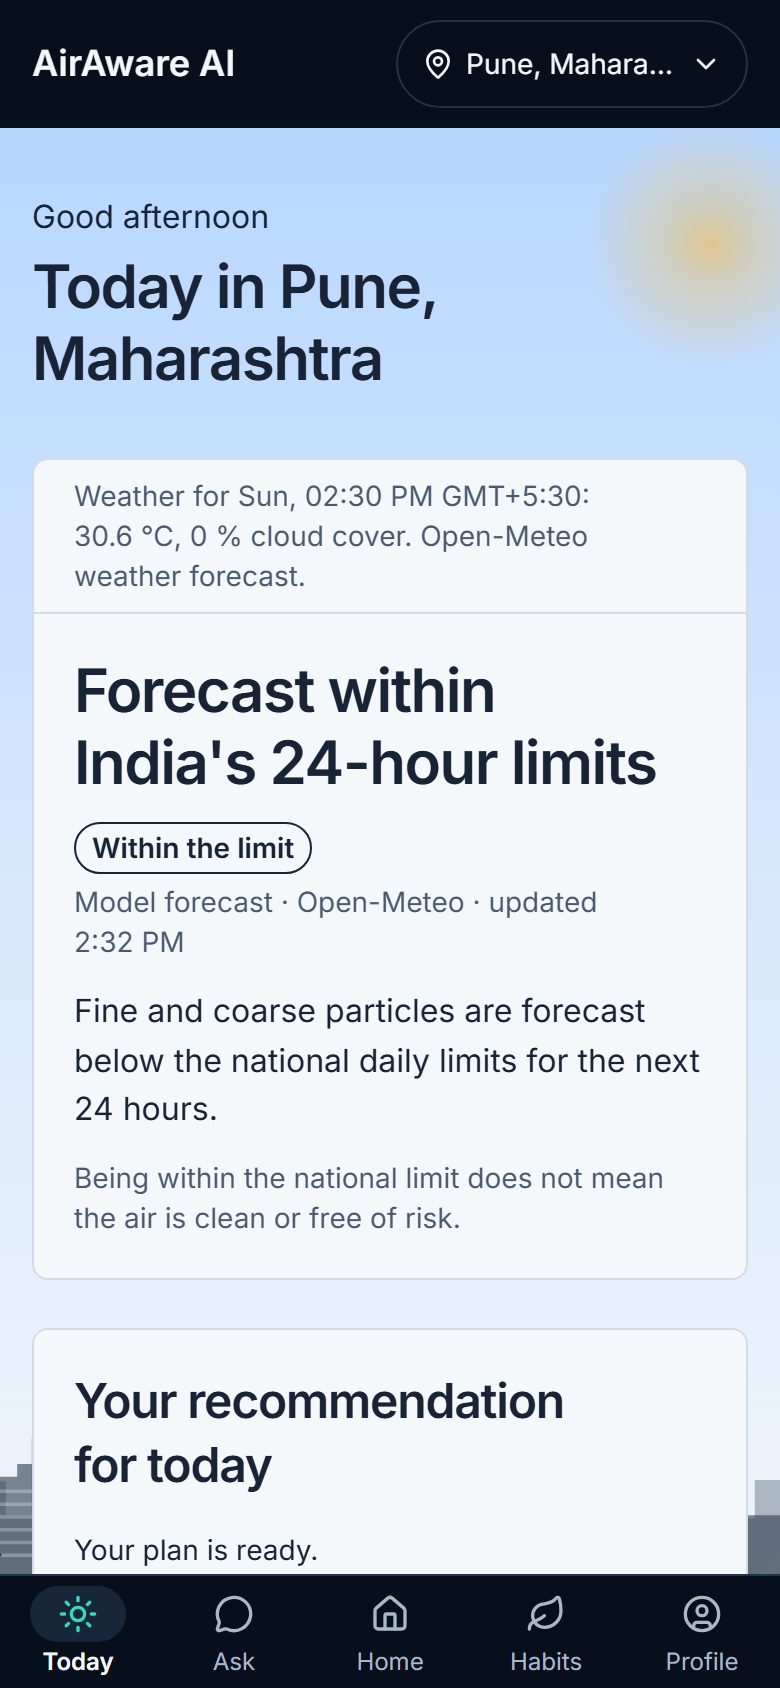 AirAware AI
Pune, Mahara...
Good afternoon
Today in Pune,
Maharashtra
Weather for Sun, 02:30 PM GMT+5:30:
30.6 °C, 0 % cloud cover. Open-Meteo
weather forecast.
Forecast within
India's 24-hour limits
Within the limit
Model forecast · Open-Meteo · updated
2:32 PM
Fine and coarse particles are forecast
below the national daily limits for the next
24 hours.
Being within the national limit does not mean
the air is clean or free of risk.
Your recommendation
for today
Your plan is ready.
Today
Ask
Home
Habits
Profile